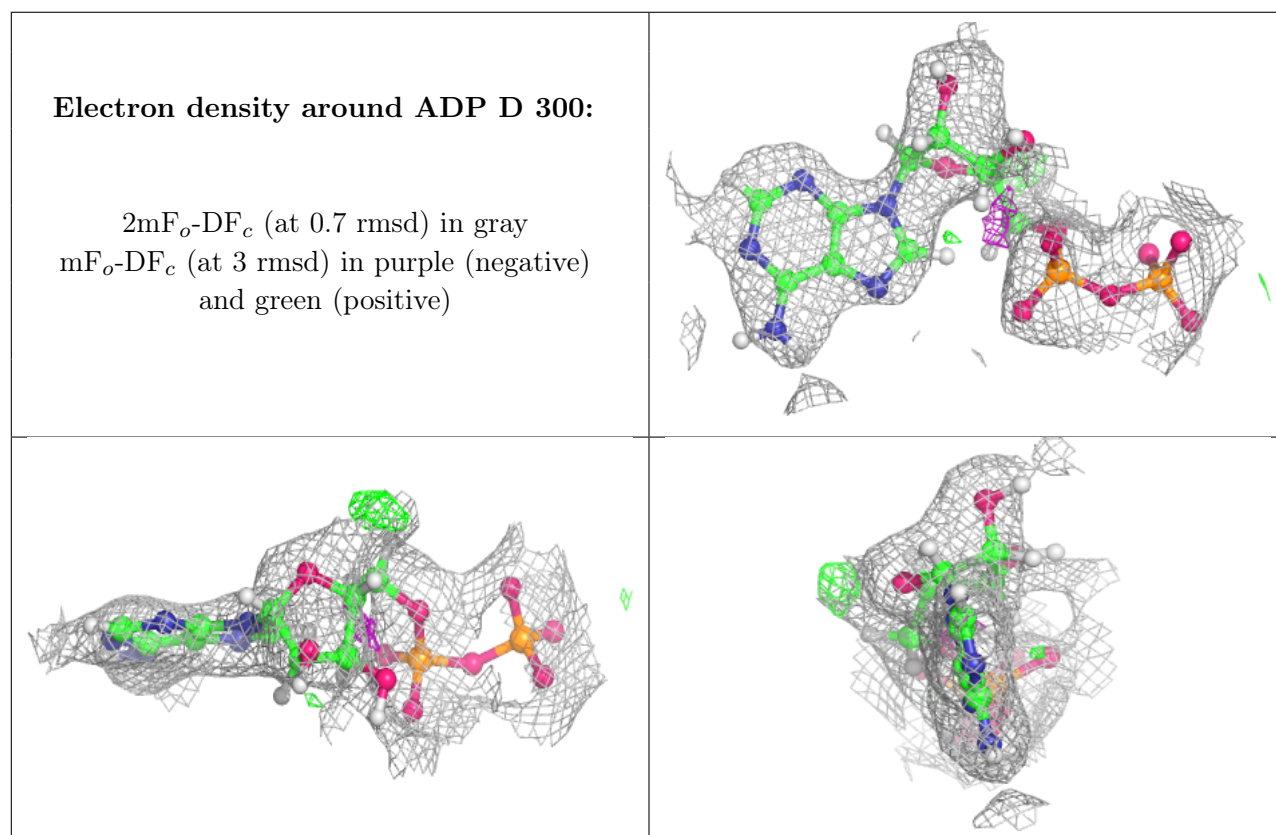 Electron density around ADP D 300:
2mFₒ-DF𝒸 (at 0.7 rmsd) in gray
mFₒ-DF𝒸 (at 3 rmsd) in purple (negative)
and green (positive)